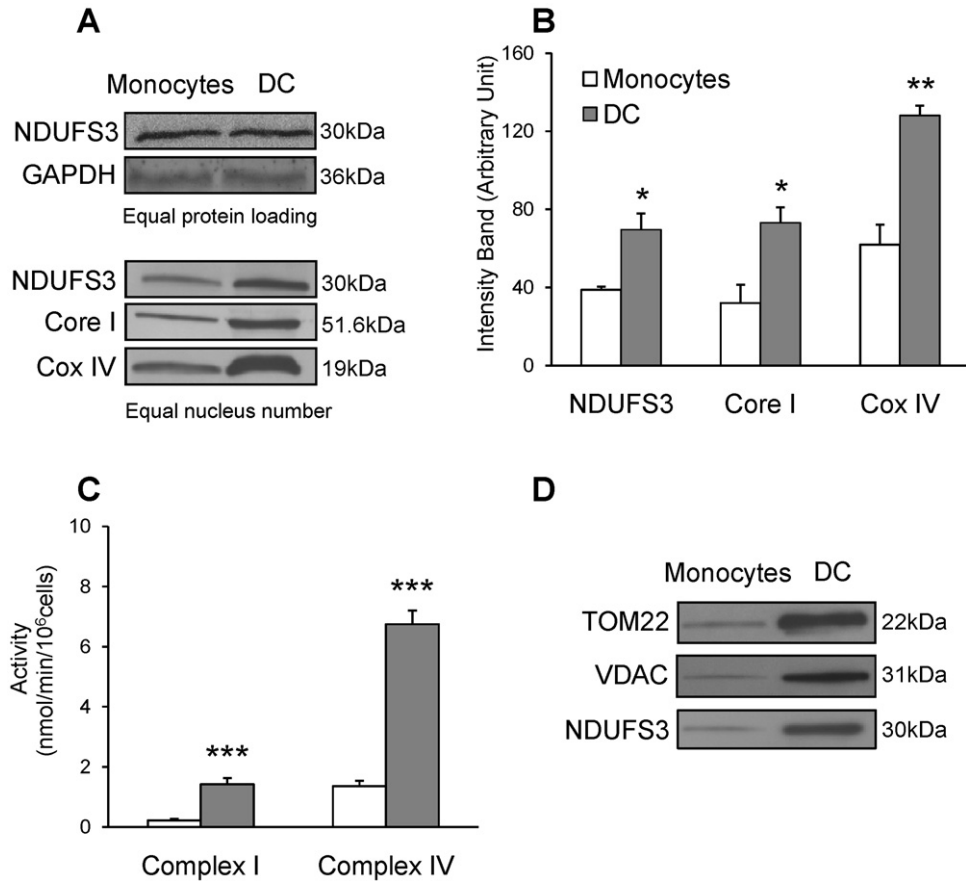 A
Monocytes DC
NDUFS3 30kDa
GAPDH 36kDa
Equal protein loading
NDUFS3 30kDa
Core I 51.6kDa
Cox IV 19kDa
Equal nucleus number
B
Intensity Band (Arbitrary Unit)
160
120
80
40
0
Monocytes
DC
*
*
**
NDUFS3 Core I Cox IV
C
Activity
(nmol/min/10⁶cells)
10
8
6
4
2
0
***
***
Complex I Complex IV
D
Monocytes DC
TOM22 22kDa
VDAC 31kDa
NDUFS3 30kDa